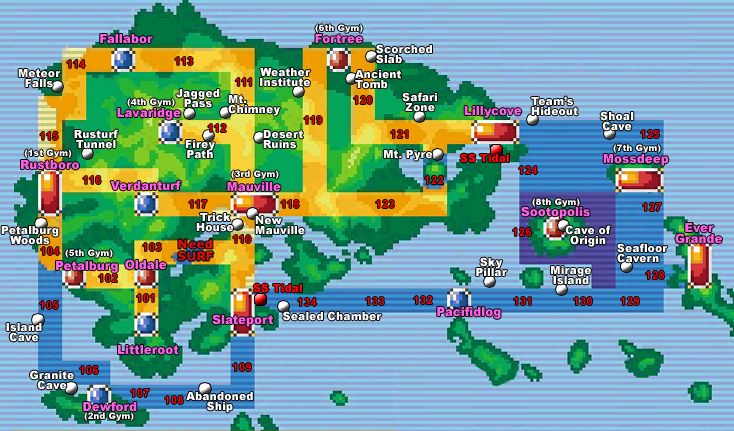 Fallabor
(6th Gym)
Fortree
Scorched
Slab
114
113
Meteor
Falls
111
Weather
Institute
Ancient
Tomb
Jagged
Pass
(4th Gym)
Lavaridge
Mt.
Chimney
119
120
Safari
Zone
Lillycove
Team's
Hideout
Shoal
Cave
125
115
Rusturf
Tunnel
112
Firey
Path
Desert
Ruins
121
(1st Gym)
Rustboro
Mt. Pyre
SS Tidal
(7th Gym)
Mossdeep
124
116
Verdanturf
(3rd Gym)
Mauville
122
117
118
123
127
(8th Gym)
Sootopolis
Petalburg
Woods
Trick
House
New
Mauville
126
Cave of
Origin
Ever
Grande
104
(5th Gym)
Petalburg
103
Oldale
Need
SURF
110
Seafloor
Cavern
102
Sky
Pillar
Mirage
Island
128
101
SS Tidal
105
134
133
132
131
130
129
Island
Cave
Slateport
Sealed Chamber
Pacifidlog
Littleroot
106
109
Granite
Cave
107
108
Abandoned
Ship
Dewford
(2nd Gym)